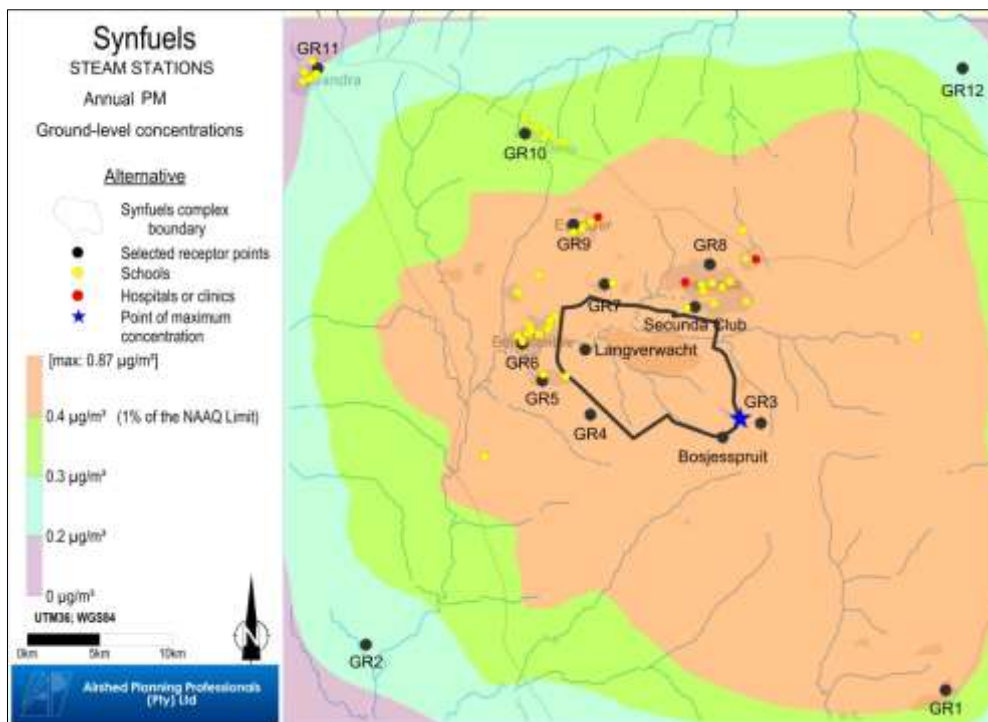 Synfuels
STEAM STATIONS
Annual PM
Ground-level concentrations
Alternative
Synfuels complex
boundary
Selected receptor points
Schools
Hospitals or clinics
Point of maximum
concentration
[max: 0.87 µg/m³]
0.4 µg/m³ (1% of the NAAQ Limit)
0.3 µg/m³
0.2 µg/m³
0 µg/m³
UTM36; WGS84
0km 5km 10km
N
Airshed Planning Professionals
(Pty) Ltd
GR11
GR12
GR10
GR9
GR8
GR7
Secunda Club
Langverwacht
GR6
GR5
GR4
GR3
Bosjesspruit
GR2
GR1